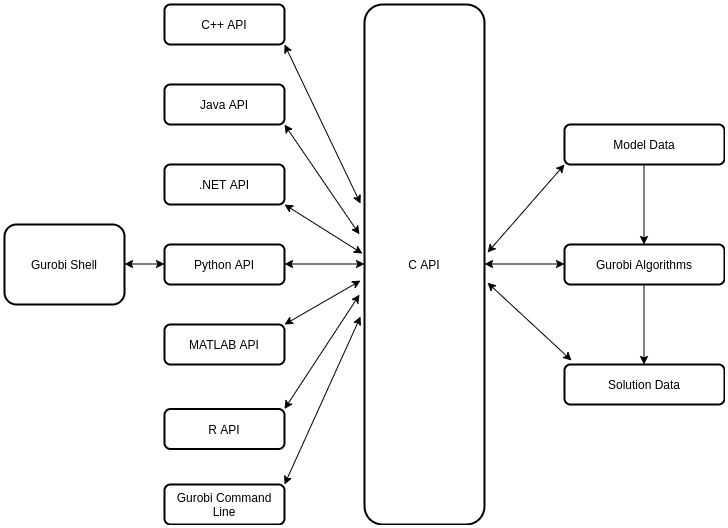 C++ API
Java API
.NET API
Gurobi Shell
Python API
MATLAB API
R API
Gurobi Command
Line
C API
Model Data
Gurobi Algorithms
Solution Data